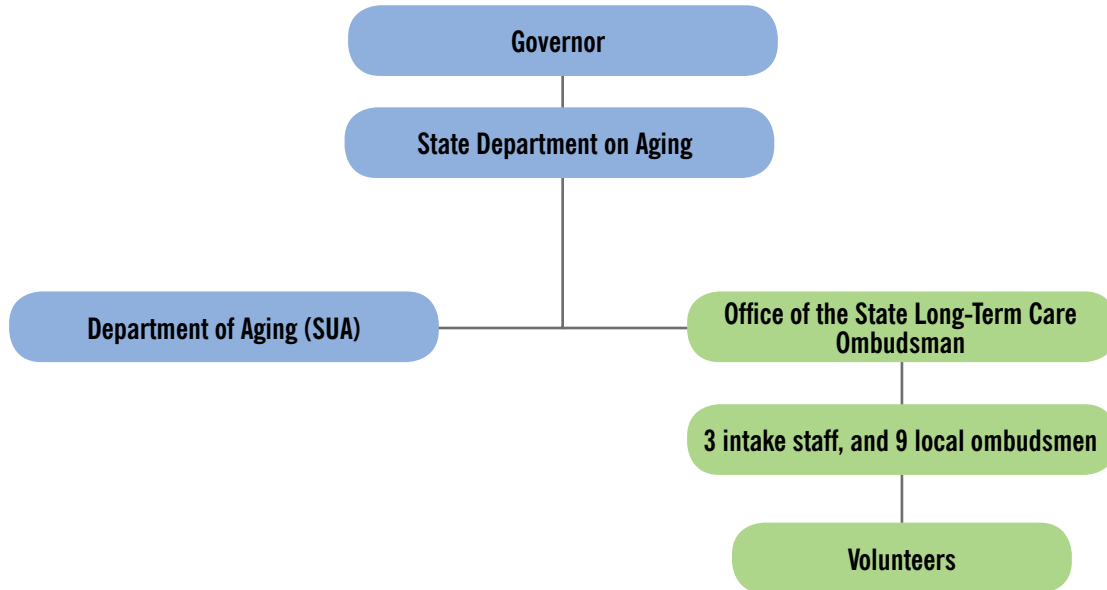 Governor
State Department on Aging
Department of Aging (SUA)
Office of the State Long-Term Care
Ombudsman
3 intake staff, and 9 local ombudsmen
Volunteers